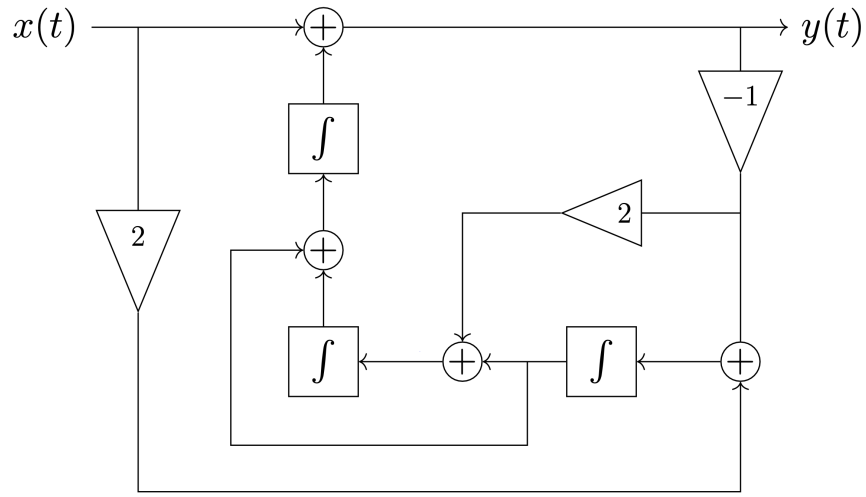 x(t) + y(t)
−1
∫
2
2
+
∫ + ∫ +